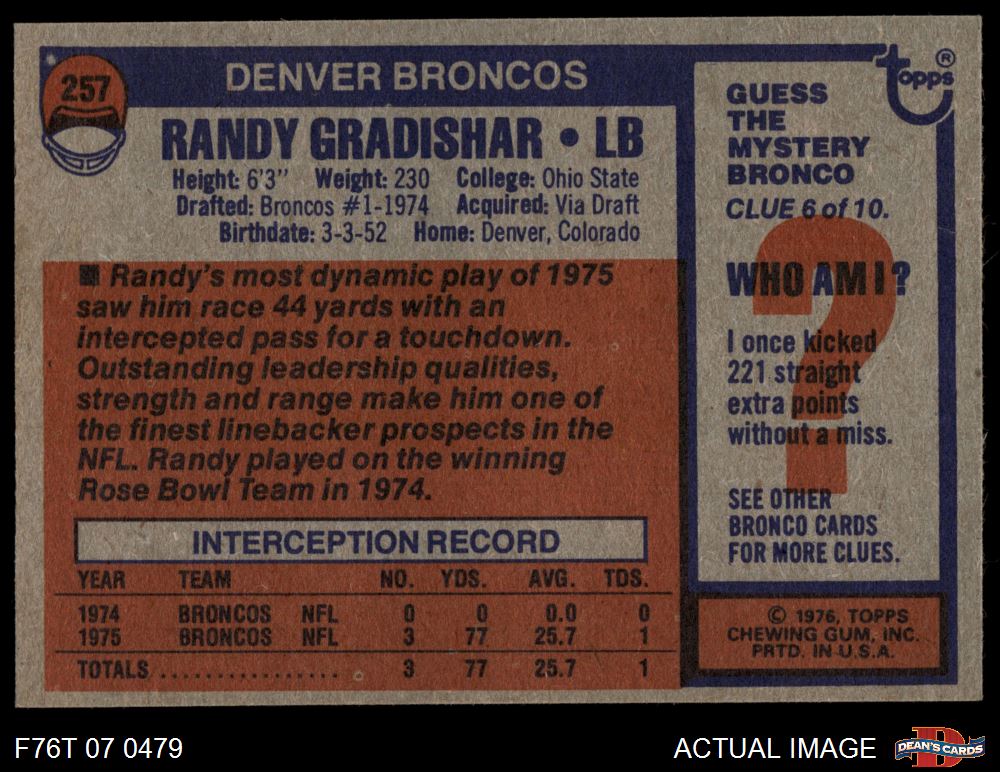 257
DENVER BRONCOS
RANDY GRADISHAR • LB
Height: 6'3" Weight: 230 College: Ohio State
Drafted: Broncos #1-1974 Acquired: Via Draft
Birthdate: 3-3-52 Home: Denver, Colorado
■ Randy's most dynamic play of 1975
saw him race 44 yards with an
intercepted pass for a touchdown.
Outstanding leadership qualities,
strength and range make him one of
the finest linebacker prospects in the
NFL. Randy played on the winning
Rose Bowl Team in 1974.
INTERCEPTION RECORD
YEAR TEAM NO. YDS. AVG. TDS.
1974 BRONCOS NFL 0 0 0.0 0
1975 BRONCOS NFL 3 77 25.7 1
TOTALS ................. 3 77 25.7 1
topps ®
GUESS
THE
MYSTERY
BRONCO
CLUE 6 of 10.
?
WHO AM I?
I once kicked
221 straight
extra points
without a miss.
SEE OTHER
BRONCO CARDS
FOR MORE CLUES.
© 1976, TOPPS
CHEWING GUM, INC.
PRTD. IN U.S.A.
F76T 07 0479
ACTUAL IMAGE
D
DEAN'S CARDS